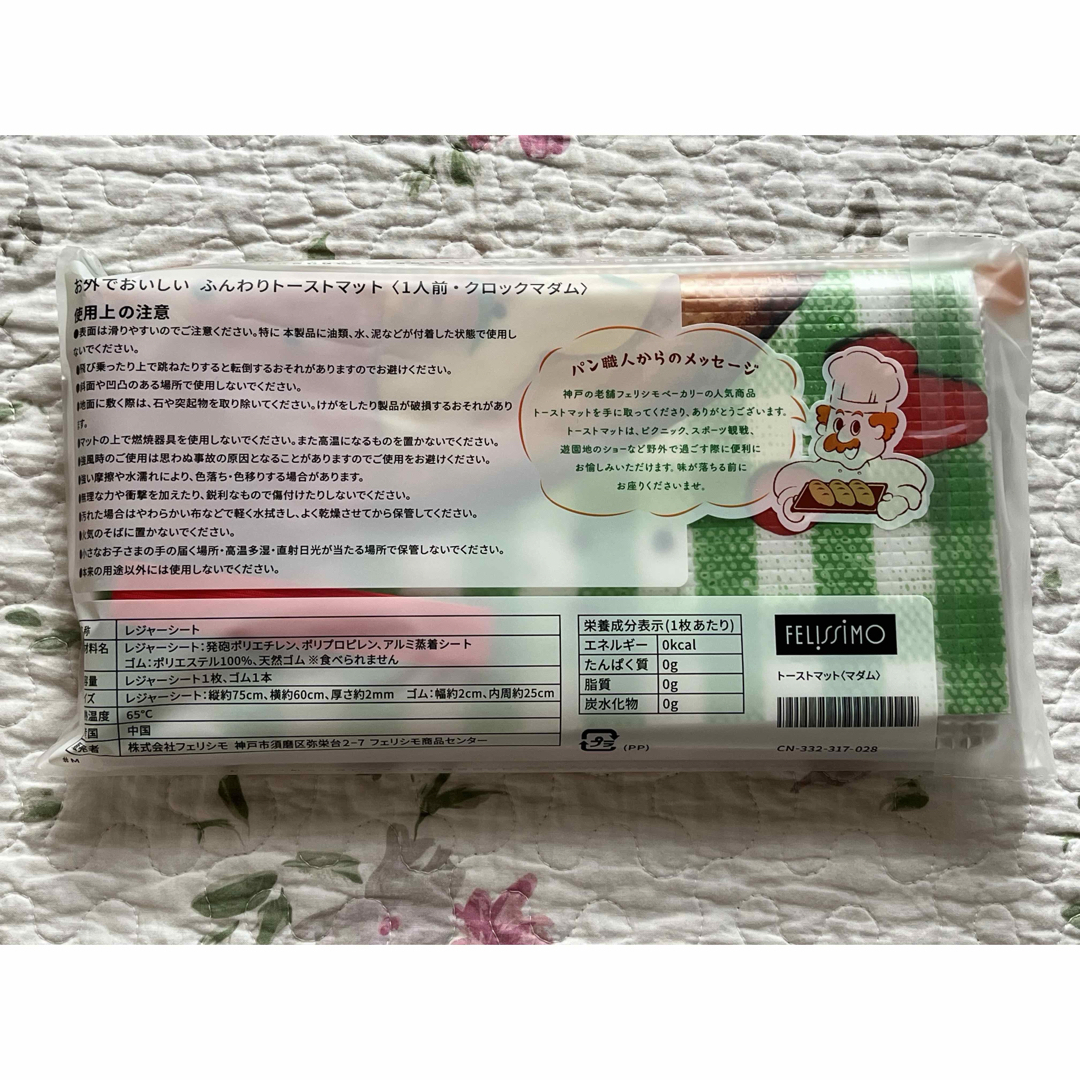 お外でおいしい ふんわりトーストマット〈1人前・クロックマダム〉
使用上の注意
●表面は滑りやすいのでご注意ください。特に 本製品に油類、水、泥などが付着した状態で使用し
ないでください。
●飛び乗ったり上で跳ねたりすると転倒するおそれがありますのでお避けください。
●斜面や凹凸のある場所で使用しないでください。
●地面に敷く際は、石や突起物を取り除いてください。けがをしたり製品が破損するおそれがあり
ます。
●マットの上で燃焼器具を使用しないでください。また高温になるものを置かないでください。
●強風時のご使用は思わぬ事故の原因となることがありますのでご使用をお避けください。
●強い摩擦や水濡れにより、色落ち・色移りする場合があります。
●無理な力や衝撃を加えたり、鋭利なもので傷付けたりしないでください。
●汚れた場合はやわらかい布などで軽く水拭きし、よく乾燥させてから保管してください。
●火気のそばに置かないでください。
●小さなお子さまの手の届く場所・高温多湿・直射日光が当たる場所で保管しないでください。
●本来の用途以外には使用しないでください。
パン職人からのメッセージ
神戸の老舗フェリシモベーカリーの人気商品
トーストマットを手に取ってくださり、ありがとうございます。
トーストマットは、ピクニック、スポーツ観戦、
遊園地のショーなど野外で過ごす際に便利に
お愉しみいただけます。味が落ちる前に
お座りくださいませ。
称 レジャーシート
材料名 レジャーシート:発砲ポリエチレン、ポリプロピレン、アルミ蒸着シート
ゴム:ポリエステル100%、天然ゴム ※食べられません
容量 レジャーシート1枚、ゴム1本
ズ レジャーシート:縦約75cm、横約60cm、厚さ約2mm ゴム:幅約2cm、内周約25cm
温度 65℃
国 中国
者 株式会社フェリシモ 神戸市須磨区弥栄台2-7 フェリシモ商品センター
#M
栄養成分表示(1枚あたり)
エネルギー 0kcal
たんぱく質 0g
脂質 0g
炭水化物 0g
プラ (PP)
FELISSIMO
トーストマット〈マダム〉
CN-332-317-028